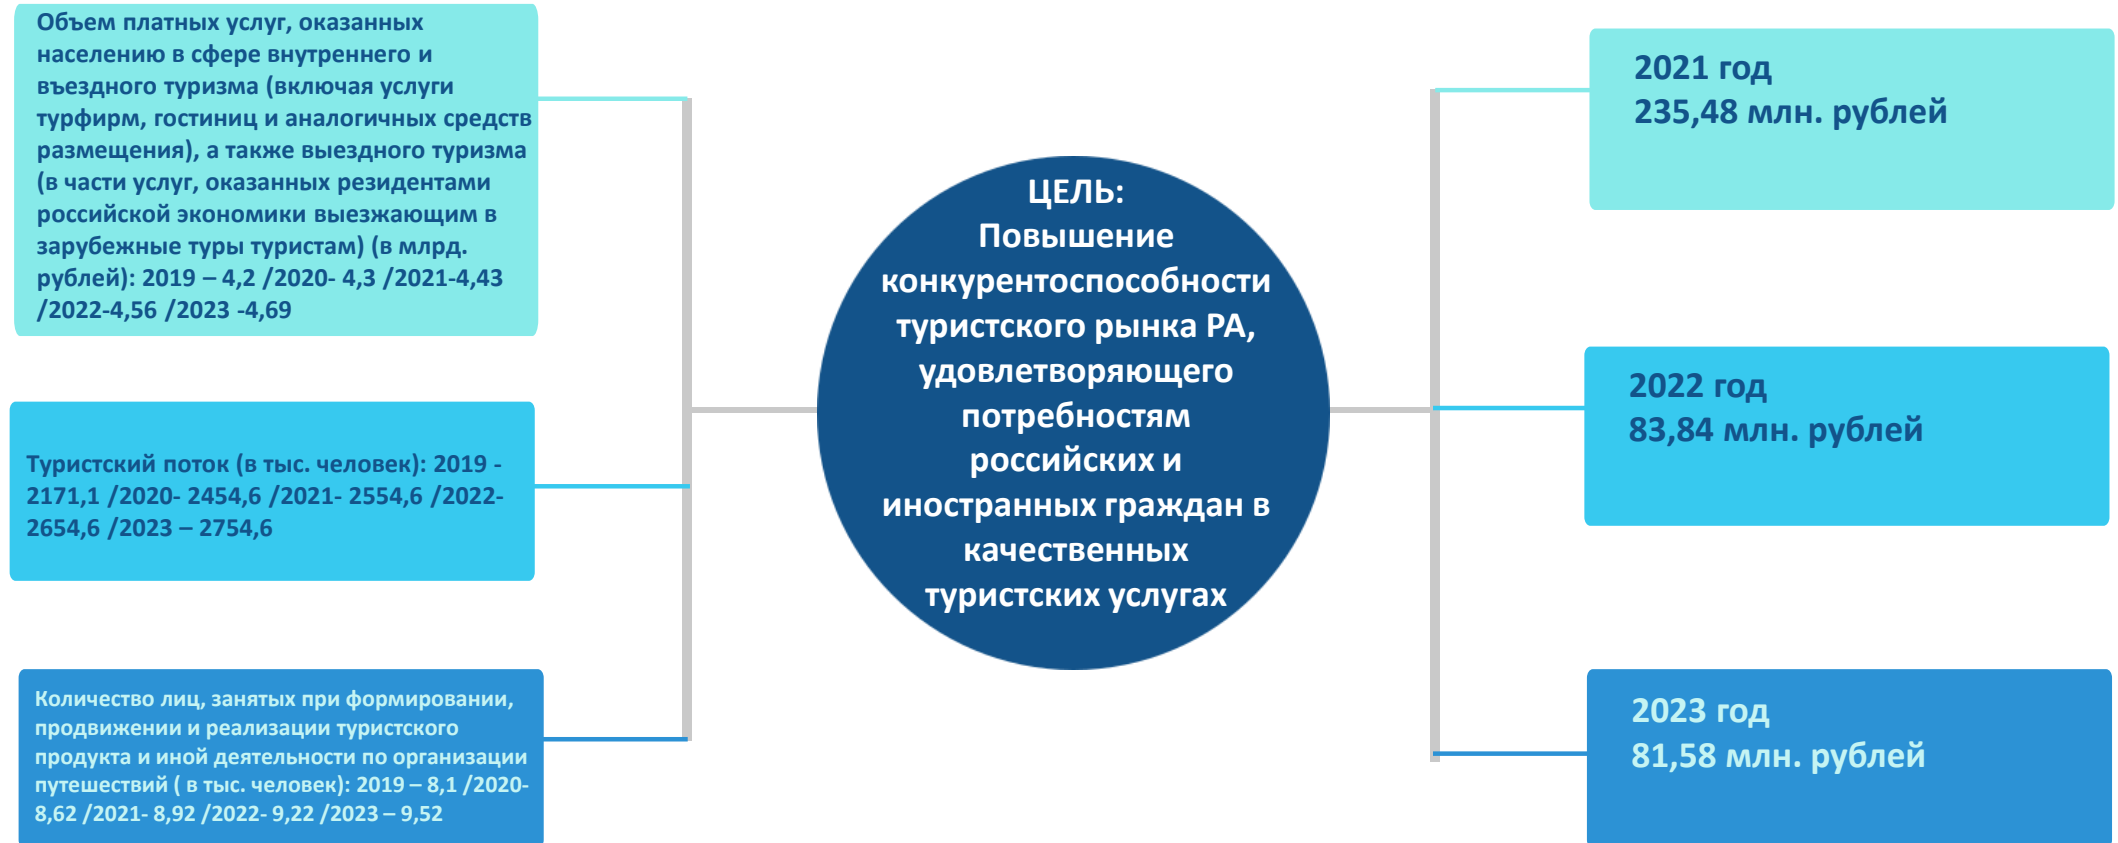 Объем платных услуг, оказанных
населению в сфере внутреннего и
въездного туризма (включая услуги
турфирм, гостиниц и аналогичных средств
размещения), а также выездного туризма
(в части услуг, оказанных резидентами
российской экономики выезжающим в
зарубежные туры туристам) (в млрд.
рублей): 2019 – 4,2 /2020- 4,3 /2021-4,43
/2022-4,56 /2023 -4,69
Туристский поток (в тыс. человек): 2019 -
2171,1 /2020- 2454,6 /2021- 2554,6 /2022-
2654,6 /2023 – 2754,6
Количество лиц, занятых при формировании,
продвижении и реализации туристского
продукта и иной деятельности по организации
путешествий ( в тыс. человек): 2019 – 8,1 /2020-
8,62 /2021- 8,92 /2022- 9,22 /2023 – 9,52
ЦЕЛЬ:
Повышение
конкурентоспособности
туристского рынка РА,
удовлетворяющего
потребностям
российских и
иностранных граждан в
качественных
туристских услугах
2021 год
235,48 млн. рублей
2022 год
83,84 млн. рублей
2023 год
81,58 млн. рублей